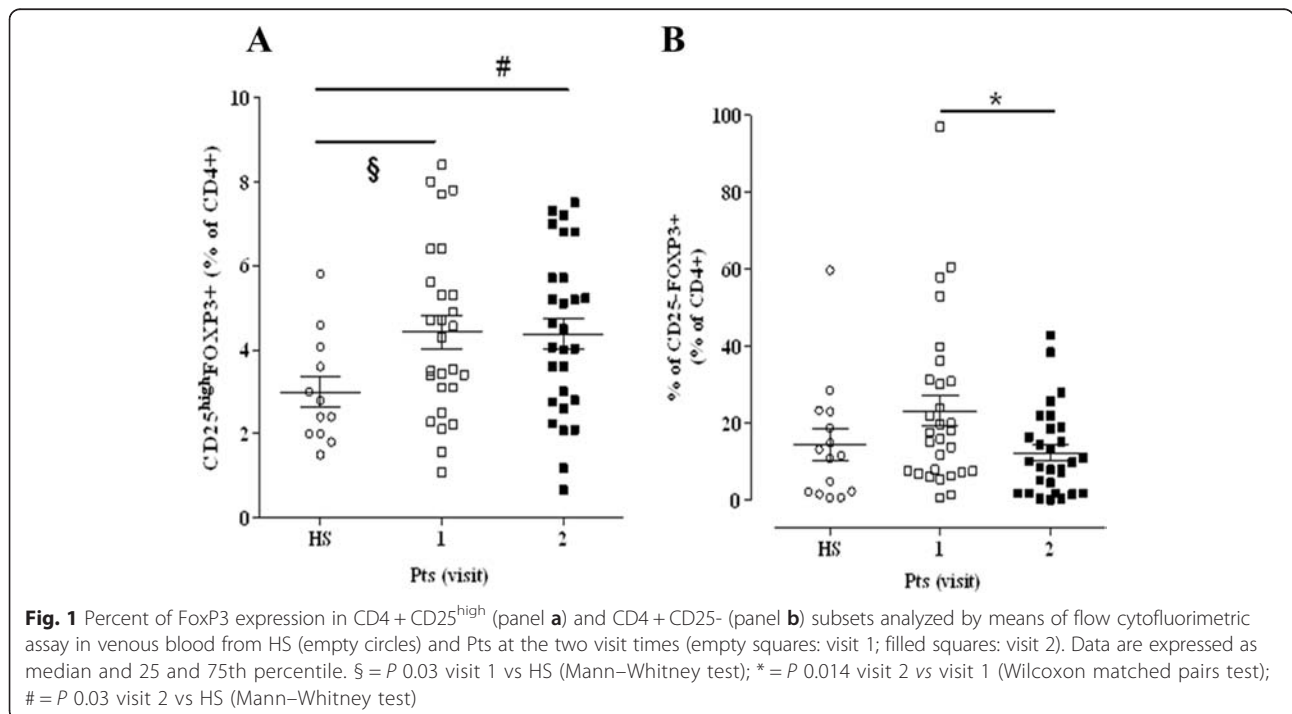 A
B
#
§
*
10
8
6
4
2
0
CD25highFOXP3+ (% of CD4+)
HS
1
2
Pts (visit)
100
80
60
40
20
0
% of CD25-FOXP3+
(% of CD4+)
HS
1
2
Pts (visit)
Fig. 1 Percent of FoxP3 expression in CD4 + CD25high (panel a) and CD4 + CD25- (panel b) subsets analyzed by means of flow cytofluorimetric
assay in venous blood from HS (empty circles) and Pts at the two visit times (empty squares: visit 1; filled squares: visit 2). Data are expressed as
median and 25 and 75th percentile. § = P 0.03 visit 1 vs HS (Mann–Whitney test); * = P 0.014 visit 2 vs visit 1 (Wilcoxon matched pairs test);
# = P 0.03 visit 2 vs HS (Mann–Whitney test)